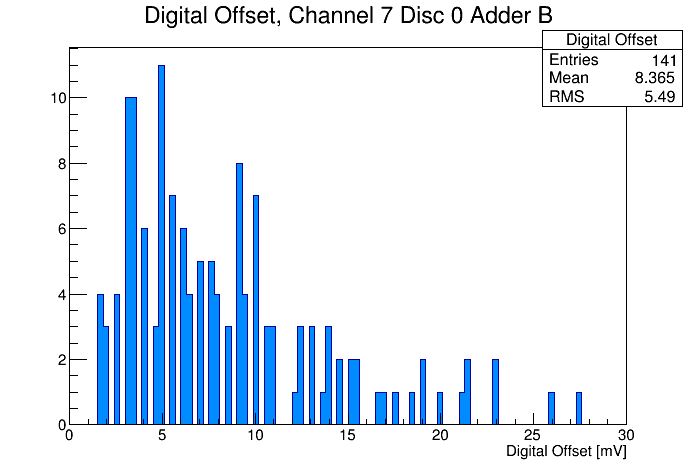 Digital Offset, Channel 7 Disc 0 Adder B
Digital Offset
Entries 141
Mean 8.365
RMS 5.49
10
8
6
4
2
0
0 5 10 15 20 25 30
Digital Offset [mV]